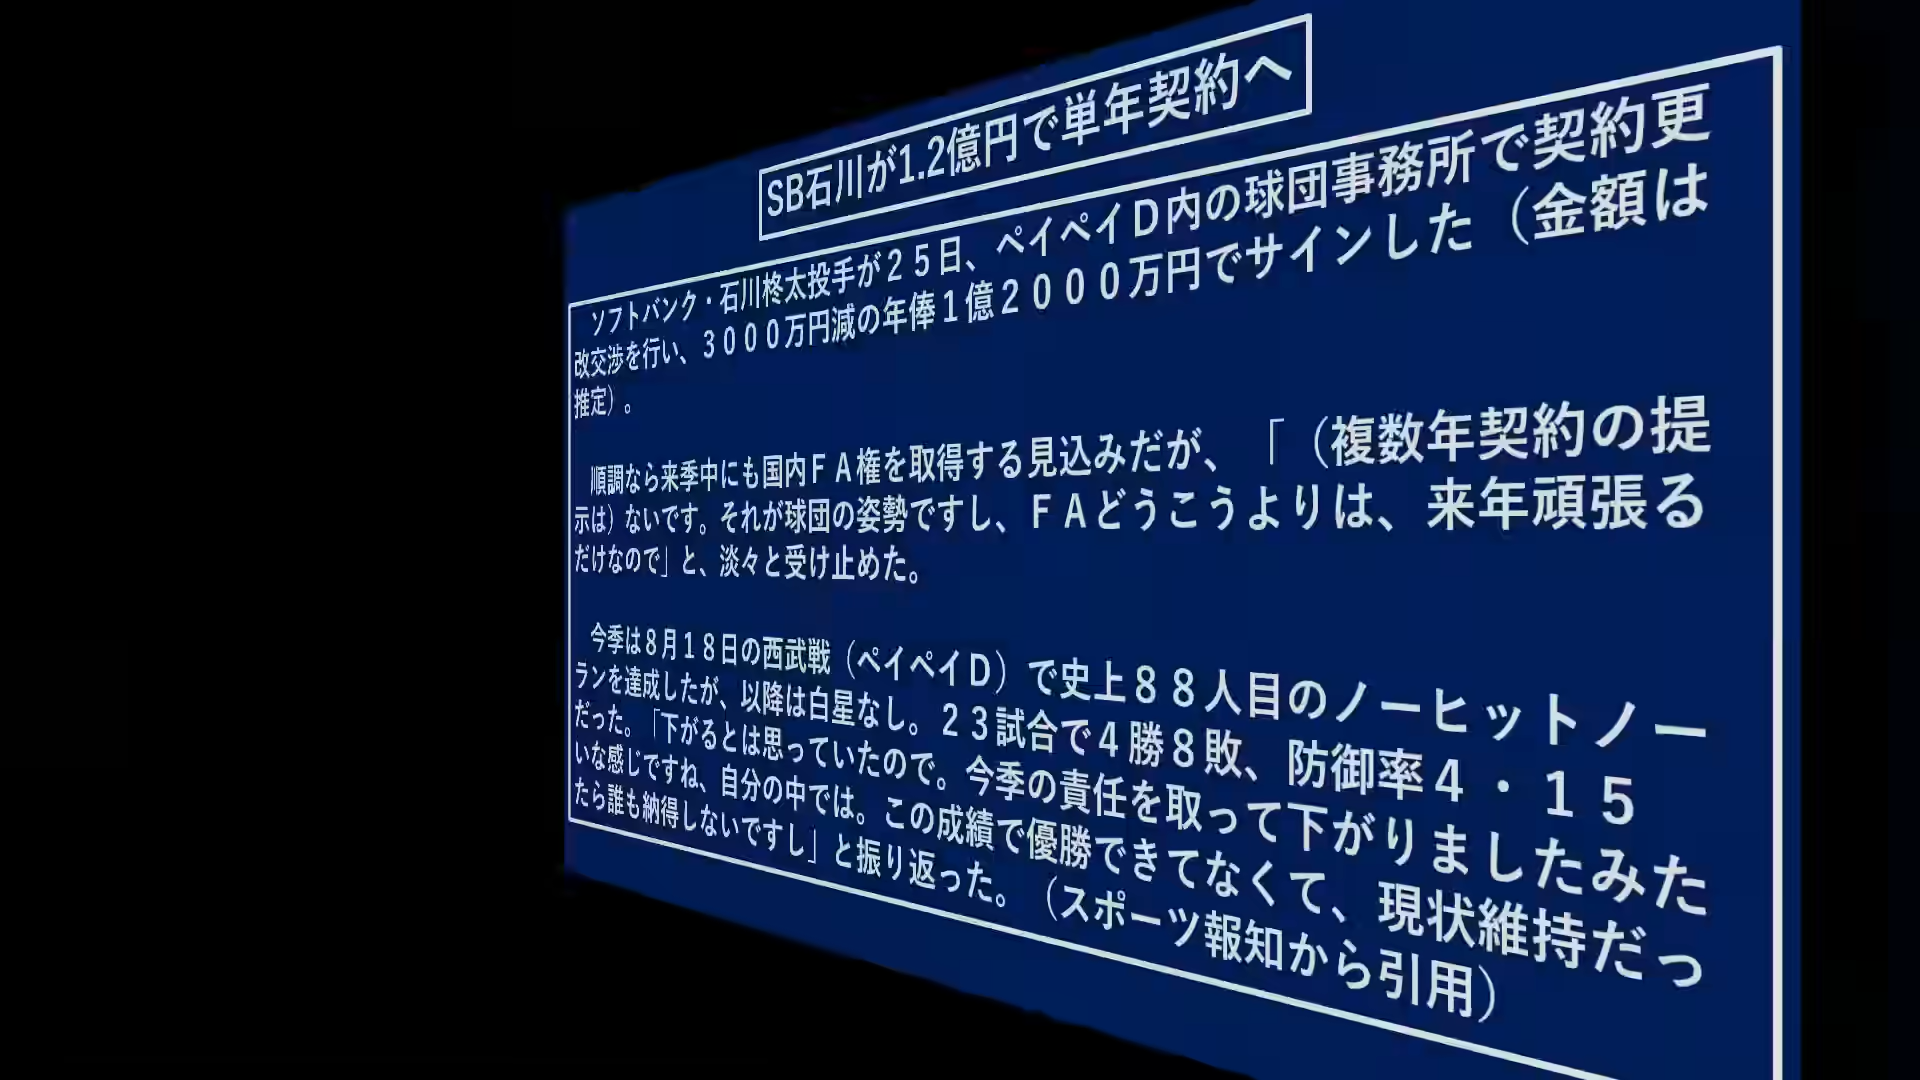 SB石川が1.2億円で単年契約へ
ソフトバンク・石川柊太投手が２５日、ペイペイＤ内の球団事務所で契約更
改交渉を行い、３０００万円減の年俸１億２０００万円でサインした（金額は
推定）。
順調なら来季中にも国内ＦＡ権を取得する見込みだが、「（複数年契約の提
示は）ないです。それが球団の姿勢ですし、ＦＡどうこうよりは、来年頑張る
だけなので」と、淡々と受け止めた。
今季は８月１８日の西武戦（ペイペイＤ）で史上８８人目のノーヒットノー
ランを達成したが、以降は白星なし。２３試合で４勝８敗、防御率４・１５
だった。「下がるとは思っていたので。今季の責任を取って下がりましたみた
いな感じですね、自分の中では。この成績で優勝できてなくて、現状維持だっ
たら誰も納得しないですし」と振り返った。（スポーツ報知から引用）